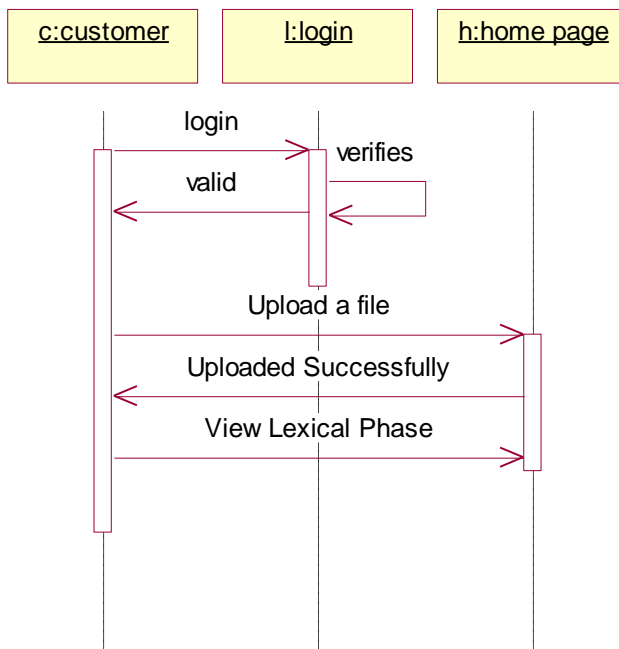 c:customer
l:login
h:home page
login
verifies
valid
Upload a file
Uploaded Successfully
View Lexical Phase